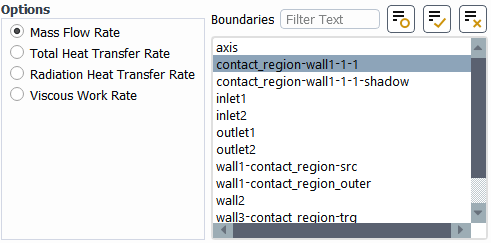 Options
Mass Flow Rate
Total Heat Transfer Rate
Radiation Heat Transfer Rate
Viscous Work Rate
Boundaries Filter Text
axis
contact_region-wall1-1-1
contact_region-wall1-1-1-shadow
inlet1
inlet2
outlet1
outlet2
wall1-contact_region-src
wall1-contact_region_outer
wall2
wall3-contact_region-trg